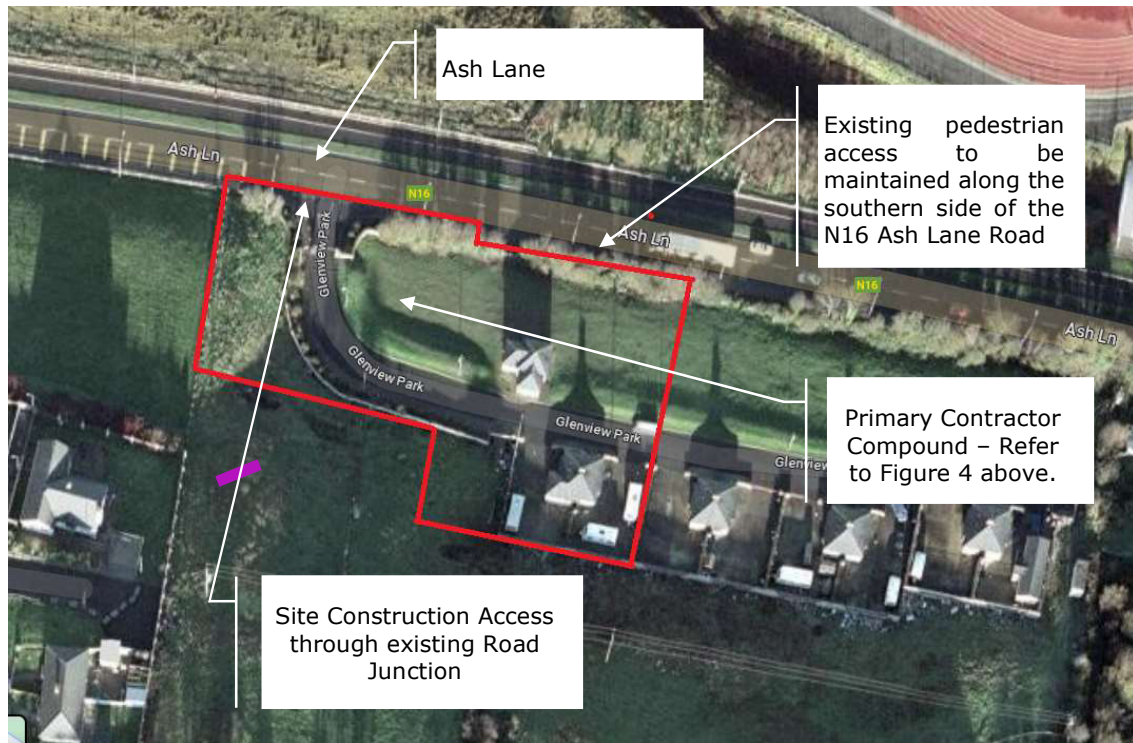 Ash Lane
Existing pedestrian
access to be
maintained along the
southern side of the
N16 Ash Lane Road
Ash Ln
N16
Ash Ln
N16
Ash Ln
Glenview Park
Glenview Park
Glenview Park
Glenview
Primary Contractor
Compound – Refer
to Figure 4 above.
Site Construction Access
through existing Road
Junction